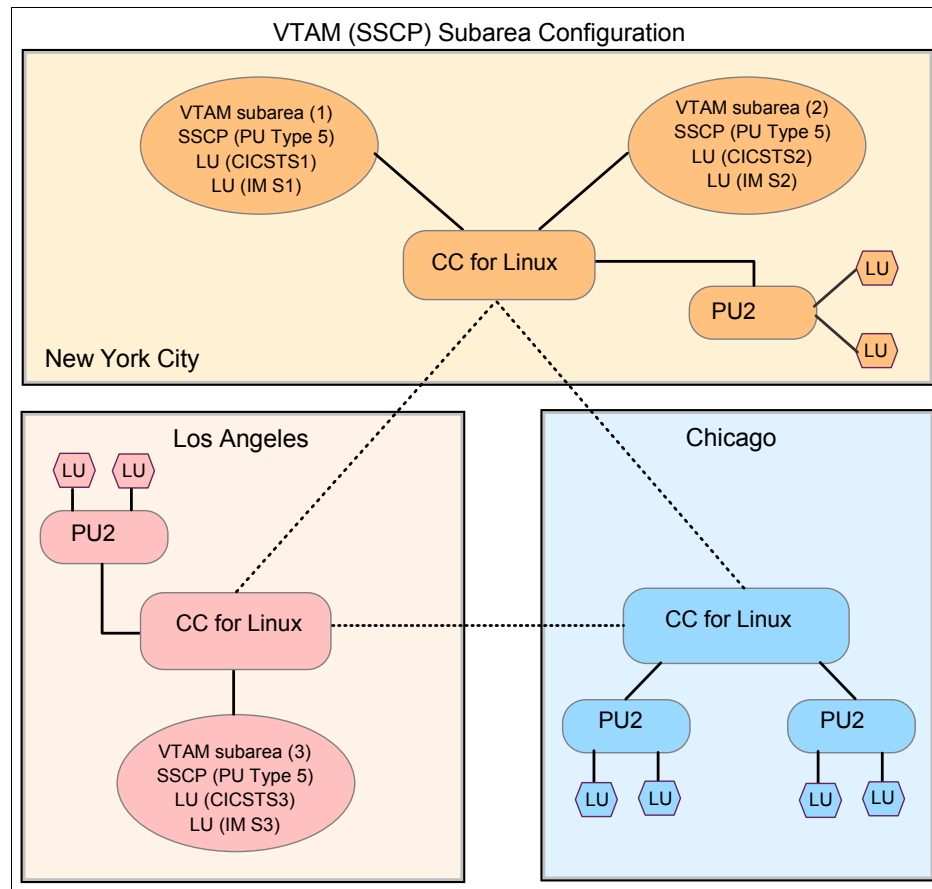 VTAM (SSCP) Subarea Configuration
VTAM subarea (1)
SSCP (PU Type 5)
LU (CICSTS1)
LU (IM S1)
VTAM subarea (2)
SSCP (PU Type 5)
LU (CICSTS2)
LU (IM S2)
CC for Linux
LU
PU2
LU
New York City
Los Angeles
LU
LU
PU2
CC for Linux
VTAM subarea (3)
SSCP (PU Type 5)
LU (CICSTS3)
LU (IM S3)
Chicago
CC for Linux
PU2
PU2
LU
LU
LU
LU